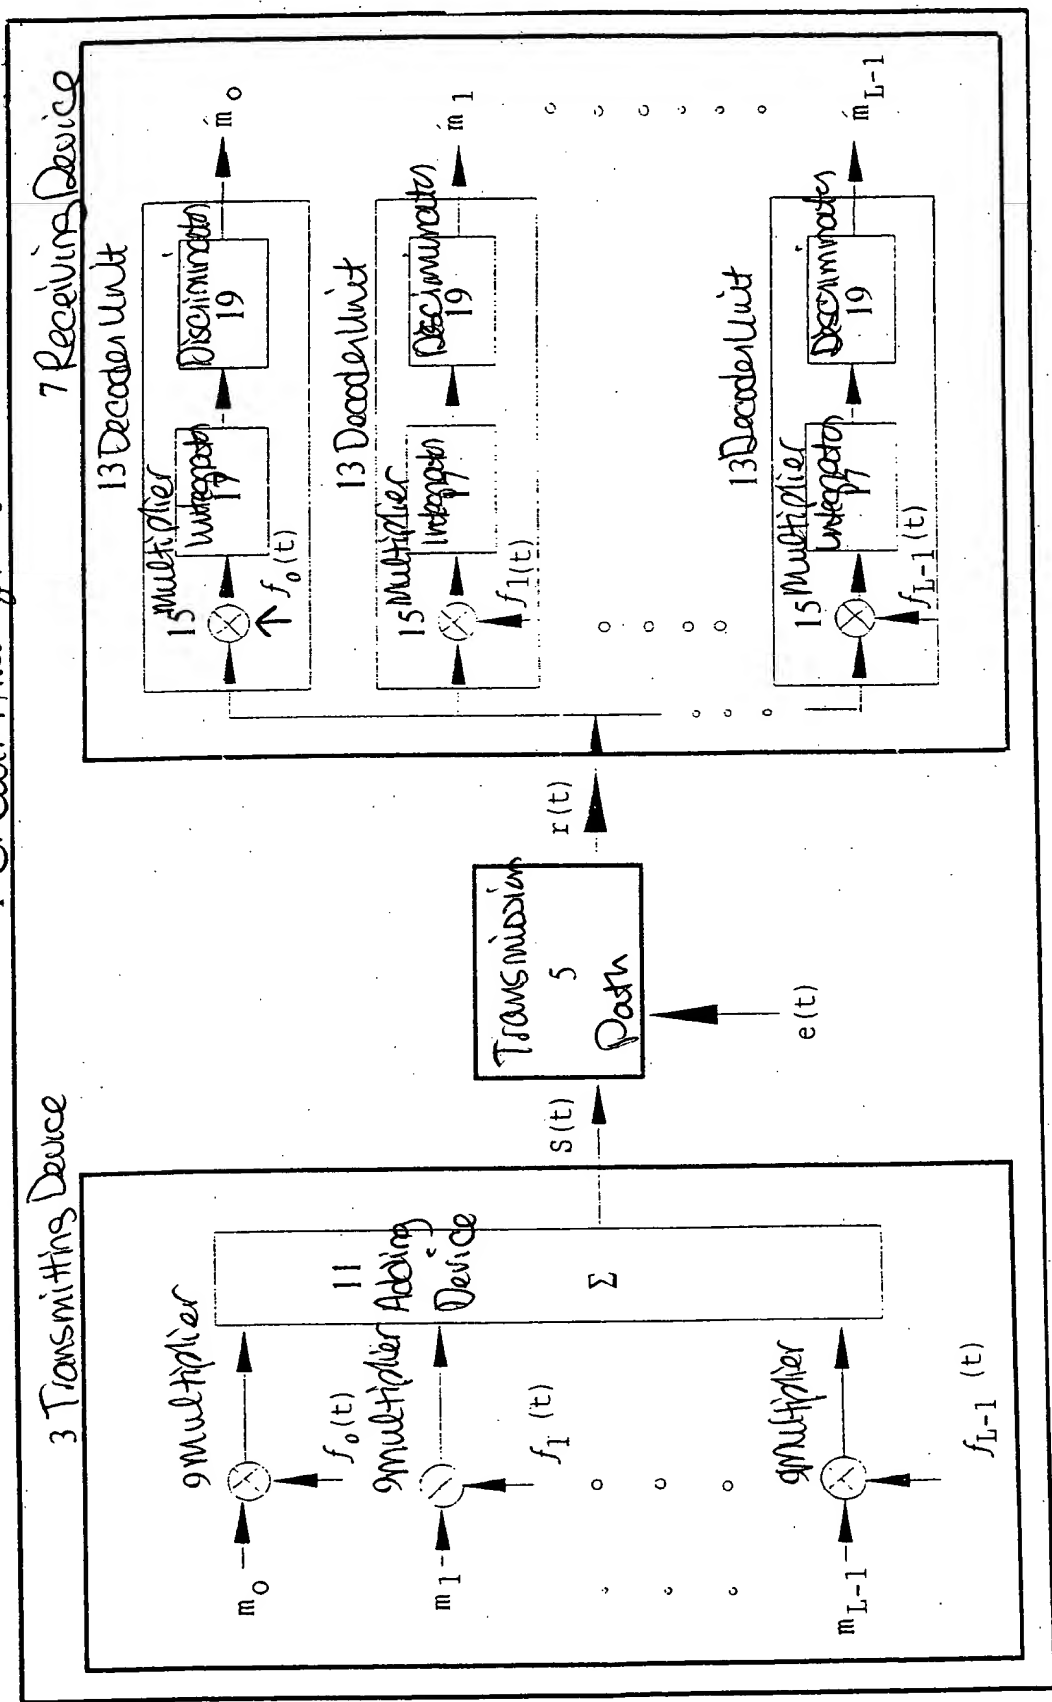 3 Transmitting Device
9 Multiplier
m0
f0(t)
9 Multiplier
m1
f1(t)
9 Multiplier
mL-1
fL-1(t)
11
Adding
Device
Σ
S(t)
Transmission
5
Path
e(t)
r(t)
7 Receiving Device
13 Decoder Unit
15 Multiplier
f0(t)
Integrator
17
Discriminator
19
m̂0
13 Decoder Unit
15 Multiplier
f1(t)
Integrator
17
Discriminator
19
m̂1
13 Decoder Unit
15 Multiplier
fL-1(t)
Integrator
17
Discriminator
19
m̂L-1